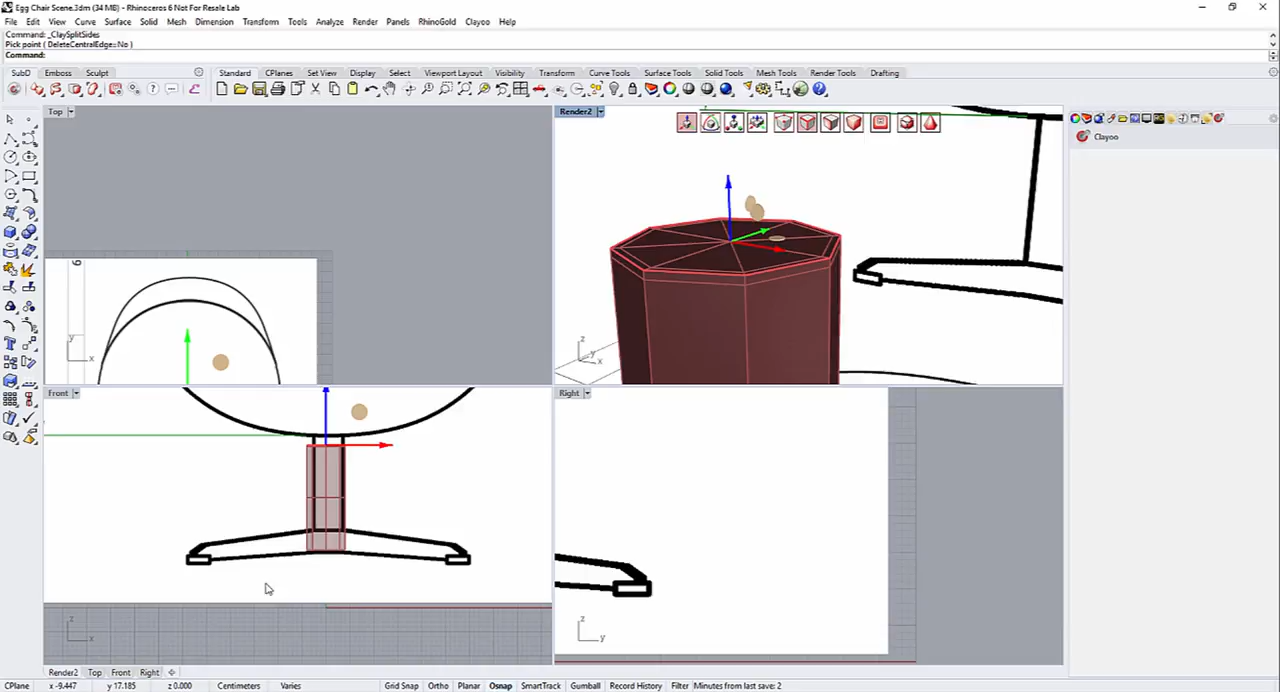 Egg Chair Scene.3dm (34 MB) - Rhinoceros 6 Not For Resale Lab
File Edit View Curve Surface Solid Mesh Dimension Transform Tools Analyze Render Panels RhinoGold Clayoo Help
Command: _ClaySplitSides
Pick point ( DeleteCentralEdge=No )
Command:
SubD Emboss Sculpt Standard CPlanes Set View Display Select Viewport Layout Visibility Transform Curve Tools Surface Tools Solid Tools Mesh Tools Render Tools Drafting
Top
Render2
Clayoo
6
y
x
z
y
x
Front
Right
z
x
z
y
Render2 Top Front Right
CPlane x -9.447 y 17.185 z 0.000 Centimeters Varies Grid Snap Ortho Planar Osnap SmartTrack Gumball Record History Filter Minutes from last save: 2